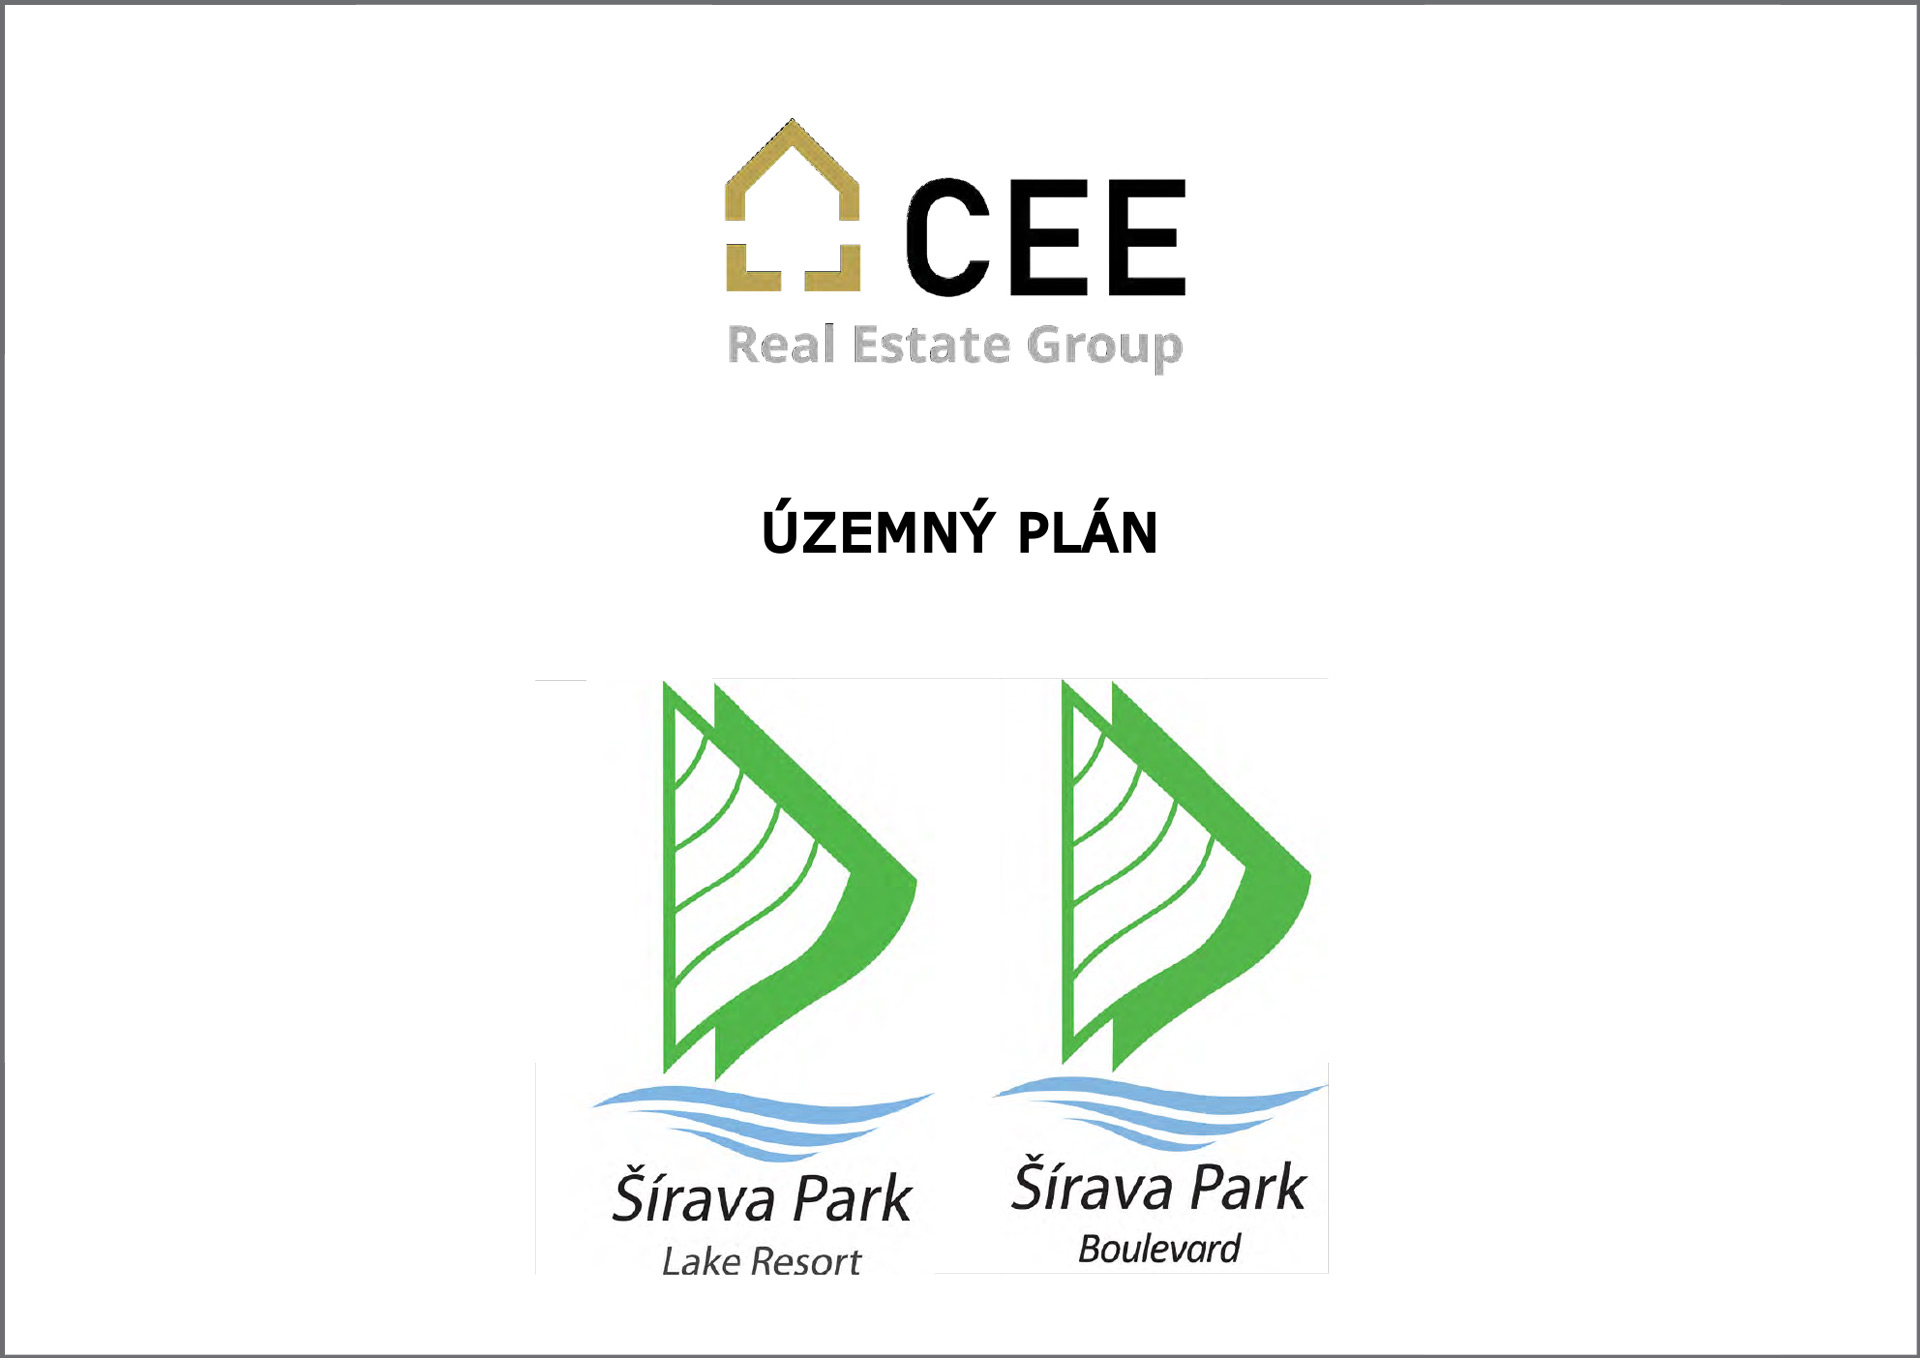 CEE
Real Estate Group
ÚZEMNÝ PLÁN
Šírava Park
Lake Resort
Šírava Park
Boulevard